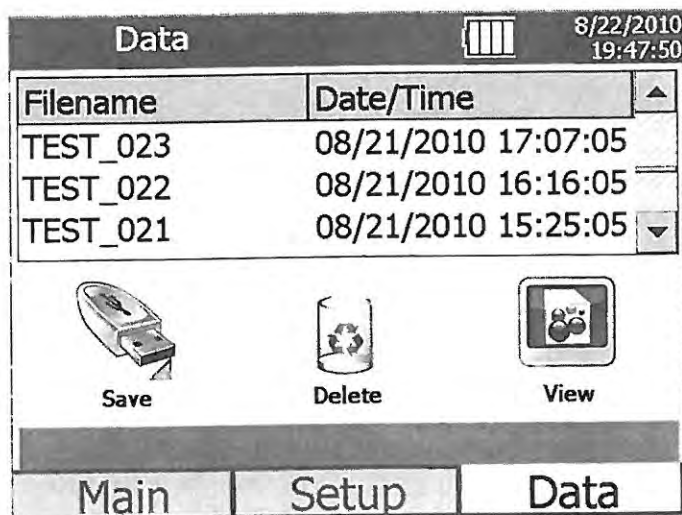 Data 8/22/2010
19:47:50
Filename Date/Time
TEST_023 08/21/2010 17:07:05
TEST_022 08/21/2010 16:16:05
TEST_021 08/21/2010 15:25:05
Save Delete View
Main Setup Data